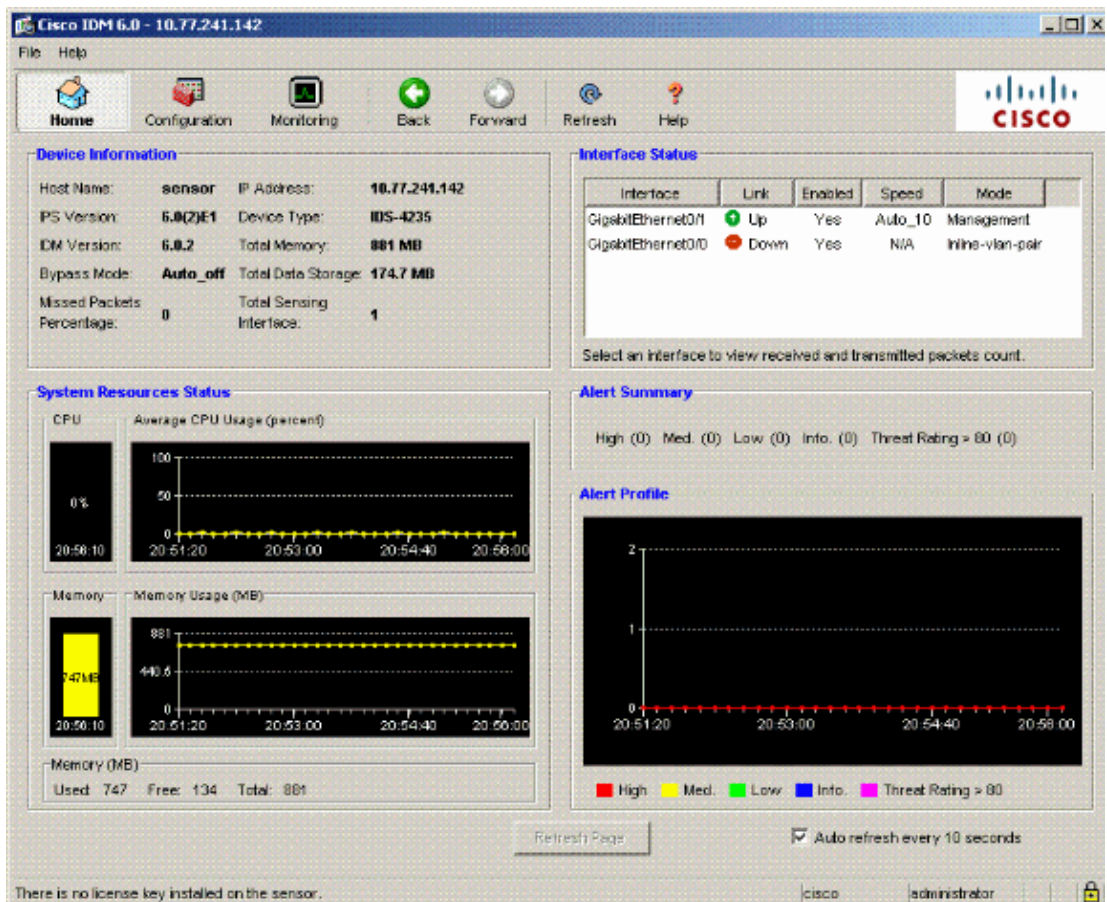 Cisco IDM 6.0 - 10.77.241.142
File Help
Home Configuration Monitoring Back Forward Refresh Help
CISCO
Device Information
Host Name: sensor IP Address: 10.77.241.142
IPS Version: 6.0(2)E1 Device Type: IDS-4235
IDM Version: 6.0.2 Total Memory: 881 MB
Bypass Mode: Auto_off Total Data Storage: 174.7 MB
Missed Packets Percentage: 0 Total Sensing Interface: 1
Interface Status
Interface Link Enabled Speed Mode
GigabitEthernet0/1 Up Yes Auto_10 Management
GigabitEthernet0/0 Down Yes N/A Inline-vlan-pair
Select an interface to view received and transmitted packets count.
System Resources Status
CPU
0%
20:56:10
Average CPU Usage (percent)
100
50
0
20:51:20 20:53:00 20:54:40 20:56:00
Memory
747MB
20:56:10
Memory Usage (MB)
881
440.5
0
20:51:20 20:53:00 20:54:40 20:56:00
Memory (MB)
Used: 747 Free: 134 Total: 881
Alert Summary
High (0) Med. (0) Low (0) Info. (0) Threat Rating > 80 (0)
Alert Profile
2
1
0
20:51:20 20:53:00 20:54:40 20:56:00
High Med. Low Info. Threat Rating > 80
Refresh Page
Auto refresh every 10 seconds
There is no license key installed on the sensor.
cisco administrator